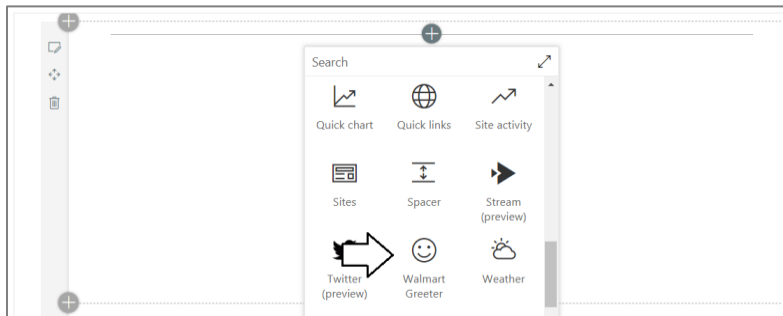 Search
Quick chart
Quick links
Site activity
Sites
Spacer
Stream
(preview)
Twitter
(preview)
Walmart
Greeter
Weather